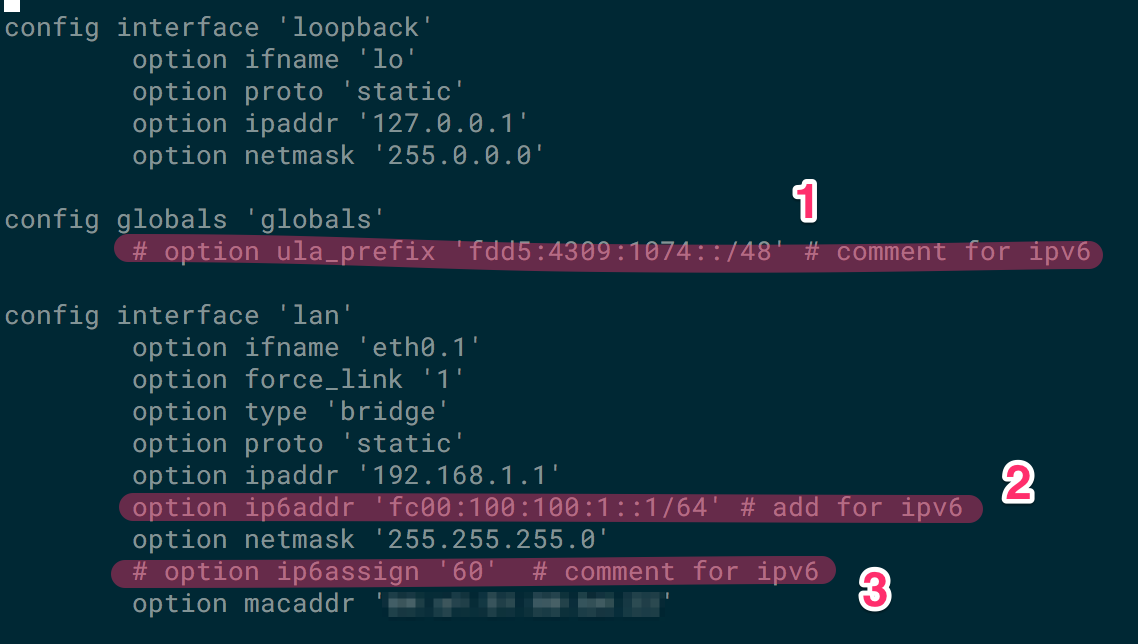 config interface 'loopback'
option ifname 'lo'
option proto 'static'
option ipaddr '127.0.0.1'
option netmask '255.0.0.0'
1
config globals 'globals'
# option ula_prefix 'fdd5:4309:1074::/48' # comment for ipv6
config interface 'lan'
option ifname 'eth0.1'
option force_link '1'
option type 'bridge'
option proto 'static'
option ipaddr '192.168.1.1'
2
option ip6addr 'fc00:100:100:1::1/64' # add for ipv6
option netmask '255.255.255.0'
# option ip6assign '60' # comment for ipv6
3
option macaddr ' '